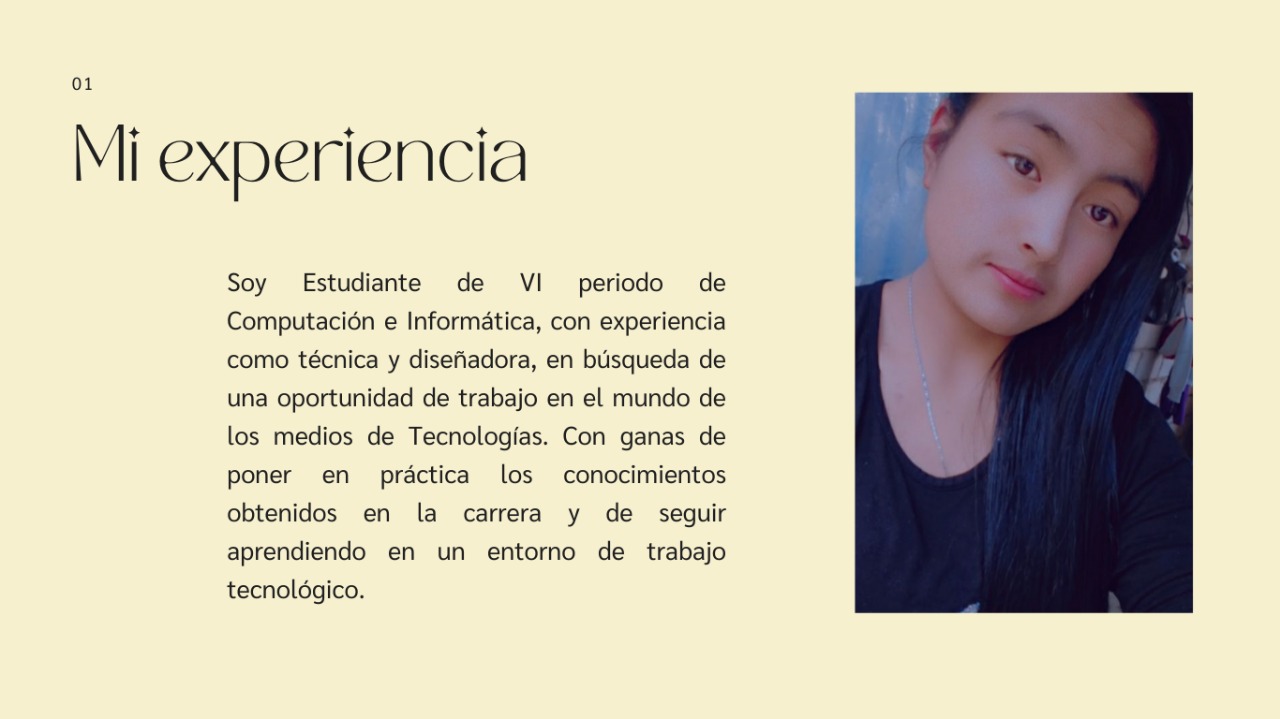 01
Mi experiencia
Soy Estudiante de VI periodo de
Computación e Informática, con experiencia
como técnica y diseñadora, en búsqueda de
una oportunidad de trabajo en el mundo de
los medios de Tecnologías. Con ganas de
poner en práctica los conocimientos
obtenidos en la carrera y de seguir
aprendiendo en un entorno de trabajo
tecnológico.